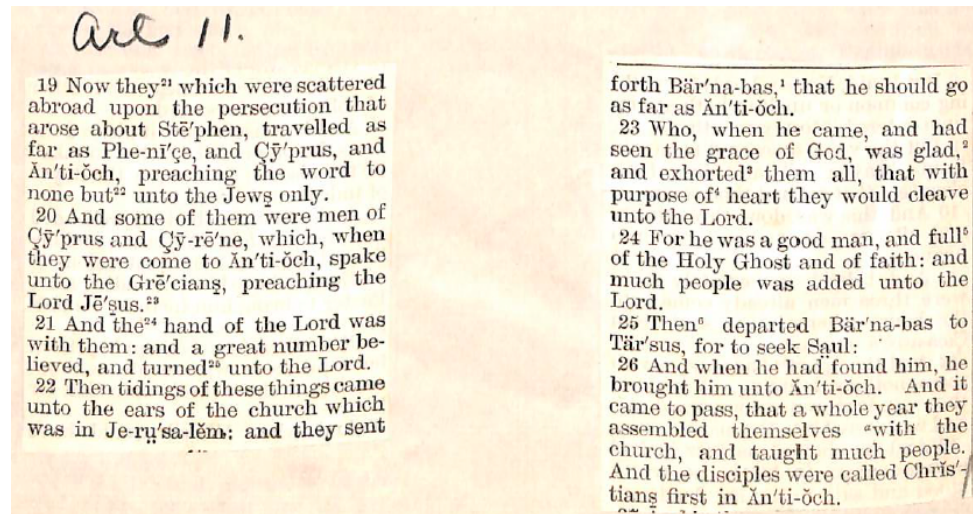 Acts 11.
19 Now they²¹ which were scattered
abroad upon the persecution that
arose about Stē′phen, travelled as
far as Phe-nī′çe, and Çȳ′prus, and
Ăn′ti-ŏch, preaching the word to
none but²² unto the Jews̱ only.
20 And some of them were men of
Çȳ′prus and Çȳ-rē′ne, which, when
they were come to Ăn′ti-ŏch, spake
unto the Grē′cians̱, preaching the
Lord Jē′s̱us.²³
21 And the²⁴ hand of the Lord was
with them: and a great number be-
lieved, and turned²⁵ unto the Lord.
22 Then tidings of these things came
unto the ears of the church which
was in Je-rṳ′sa-lĕm: and they sent
forth Bär′na-bas,¹ that he should go
as far as Ăn′ti-ŏch.
23 Who, when he came, and had
seen the grace of God, was glad,²
and exhorted³ them all, that with
purpose of⁴ heart they would cleave
unto the Lord.
24 For he was a good man, and full⁵
of the Holy Ghost and of faith: and
much people was added unto the
Lord.
25 Then⁶ departed Bär′na-bas to
Tär′sus, for to seek Sa̤ul:
26 And when he had found him, he
brought him unto Ăn′ti-ŏch. And it
came to pass, that a whole year they
assembled themselves ᵃwith the
church, and taught much people.
And the disciples were called Chrĭs′-
tians̱ first in Ăn′ti-ŏch.